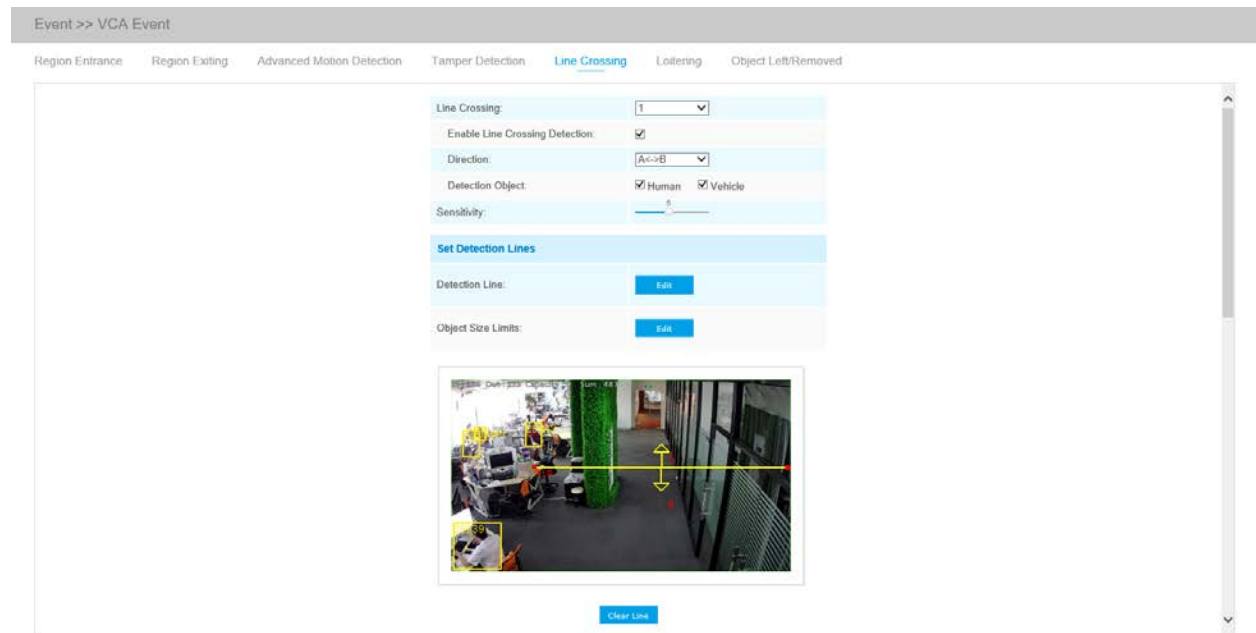 Event >> VCA Event
Region Entrance Region Exiting Advanced Motion Detection Tamper Detection Line Crossing Loitering Object Left/Removed
Line Crossing: 1
Enable Line Crossing Detection:
Direction: A<->B
Detection Object: Human Vehicle
5
Sensitivity:
Set Detection Lines
Detection Line: Edit
Object Size Limits: Edit
Sum
39
Clear Line